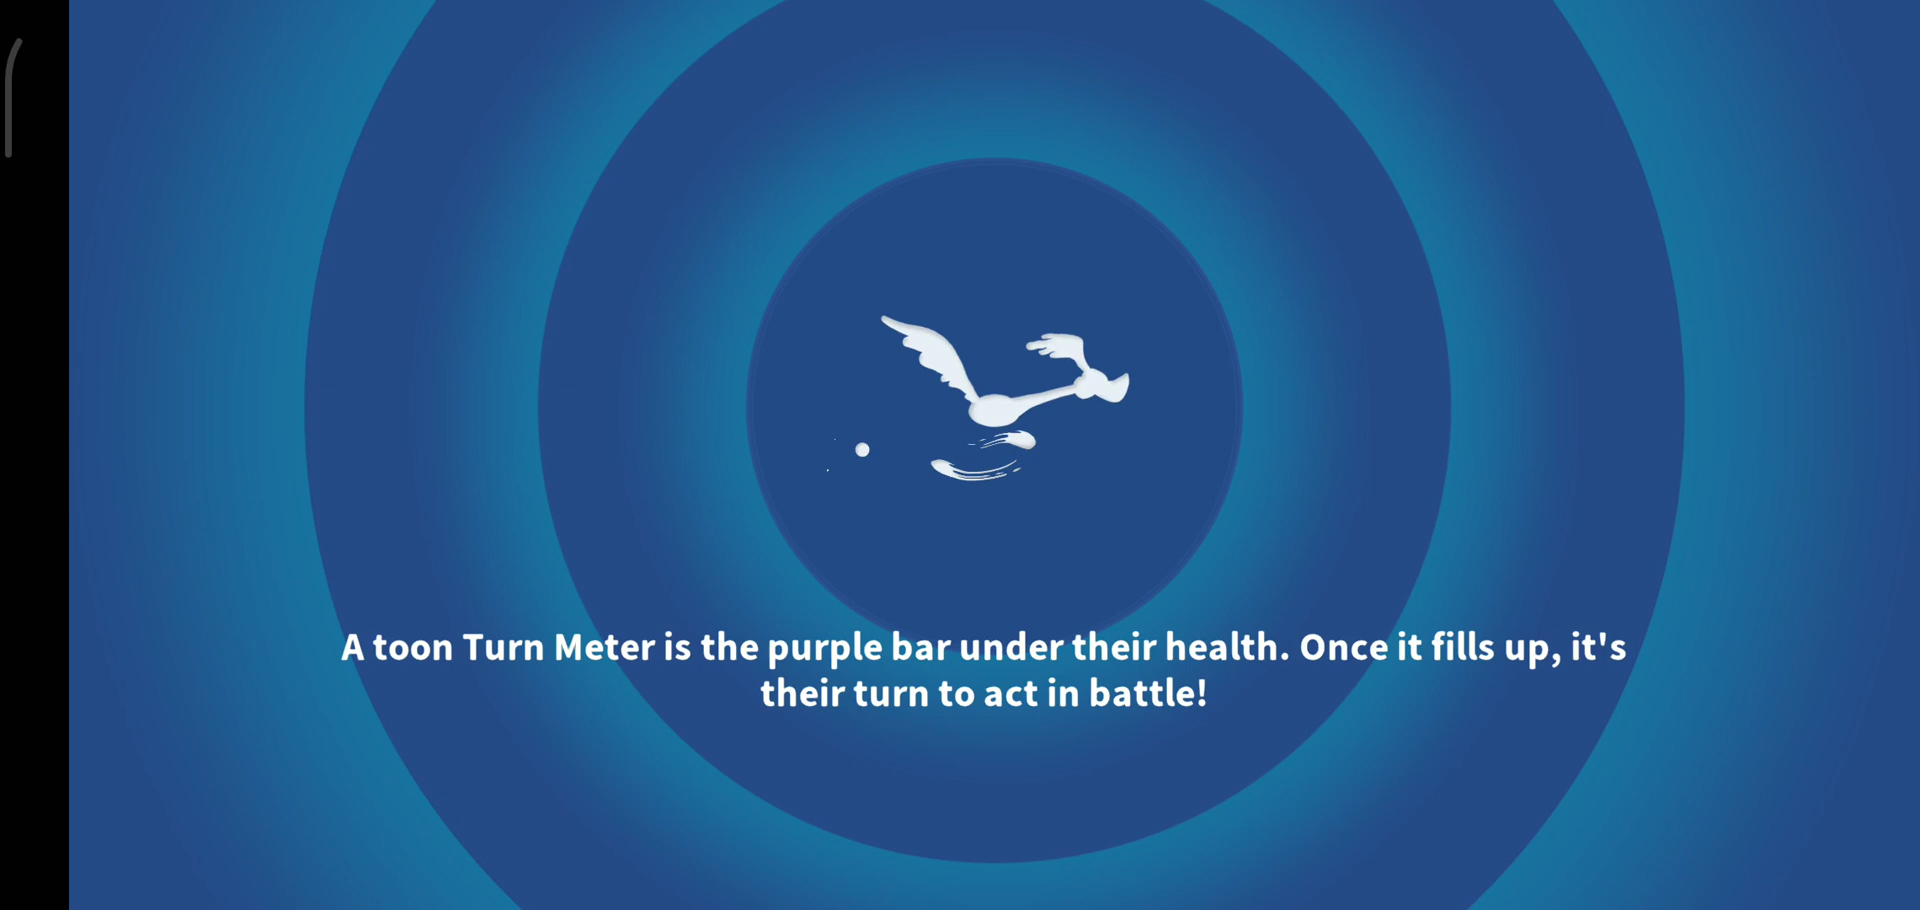 A toon Turn Meter is the purple bar under their health. Once it fills up, it's
their turn to act in battle!